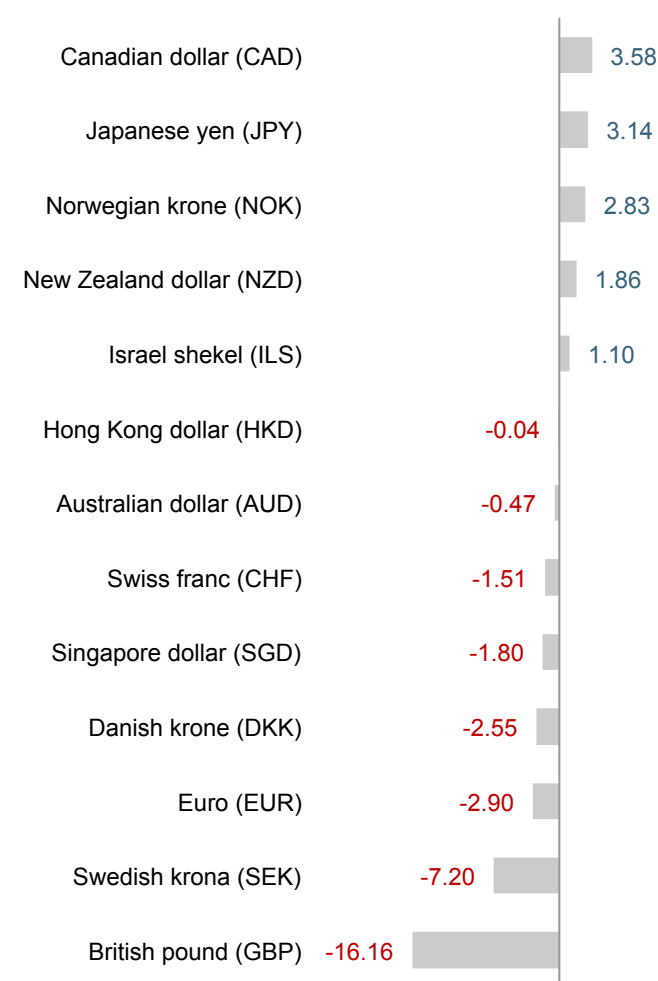 Canadian dollar (CAD) 3.58
Japanese yen (JPY) 3.14
Norwegian krone (NOK) 2.83
New Zealand dollar (NZD) 1.86
Israel shekel (ILS) 1.10
Hong Kong dollar (HKD) -0.04
Australian dollar (AUD) -0.47
Swiss franc (CHF) -1.51
Singapore dollar (SGD) -1.80
Danish krone (DKK) -2.55
Euro (EUR) -2.90
Swedish krona (SEK) -7.20
British pound (GBP) -16.16